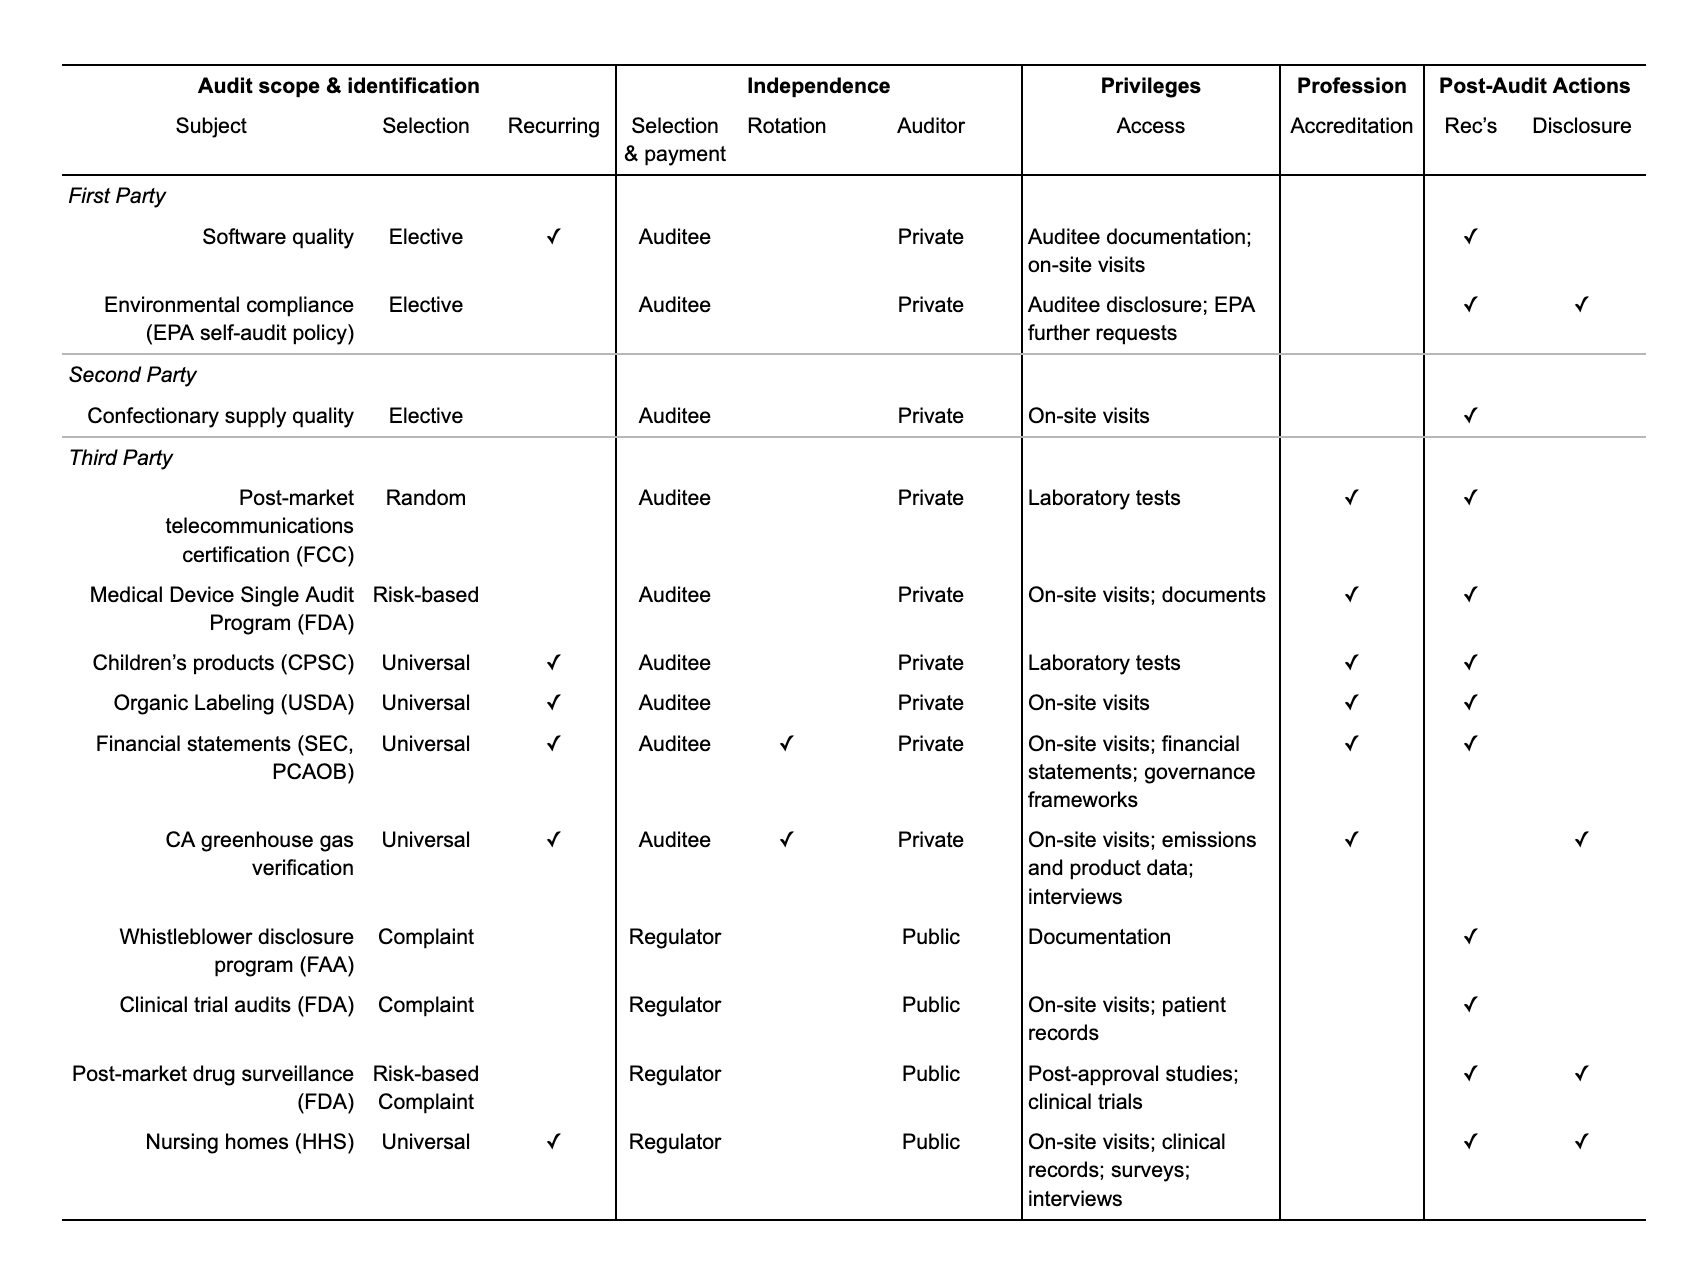 Audit scope & identification Independence Privileges Profession Post-Audit Actions
Subject Selection Recurring Selection Rotation Auditor Access Accreditation Rec's Disclosure
& payment
First Party
Software quality Elective ✓ Auditee Private Auditee documentation; ✓
on-site visits
Environmental compliance Elective Auditee Private Auditee disclosure; EPA ✓ ✓
(EPA self-audit policy) further requests
Second Party
Confectionary supply quality Elective Auditee Private On-site visits ✓
Third Party
Post-market Random Auditee Private Laboratory tests ✓ ✓
telecommunications
certification (FCC)
Medical Device Single Audit Risk-based Auditee Private On-site visits; documents ✓ ✓
Program (FDA)
Children’s products (CPSC) Universal ✓ Auditee Private Laboratory tests ✓ ✓
Organic Labeling (USDA) Universal ✓ Auditee Private On-site visits ✓ ✓
Financial statements (SEC, Universal ✓ Auditee ✓ Private On-site visits; financial ✓ ✓
PCAOB) statements; governance
frameworks
CA greenhouse gas Universal ✓ Auditee ✓ Private On-site visits; emissions ✓ ✓
verification and product data;
interviews
Whistleblower disclosure Complaint Regulator Public Documentation ✓
program (FAA)
Clinical trial audits (FDA) Complaint Regulator Public On-site visits; patient ✓
records
Post-market drug surveillance Risk-based Regulator Public Post-approval studies; ✓ ✓
(FDA) Complaint clinical trials
Nursing homes (HHS) Universal ✓ Regulator Public On-site visits; clinical ✓ ✓
records; surveys;
interviews